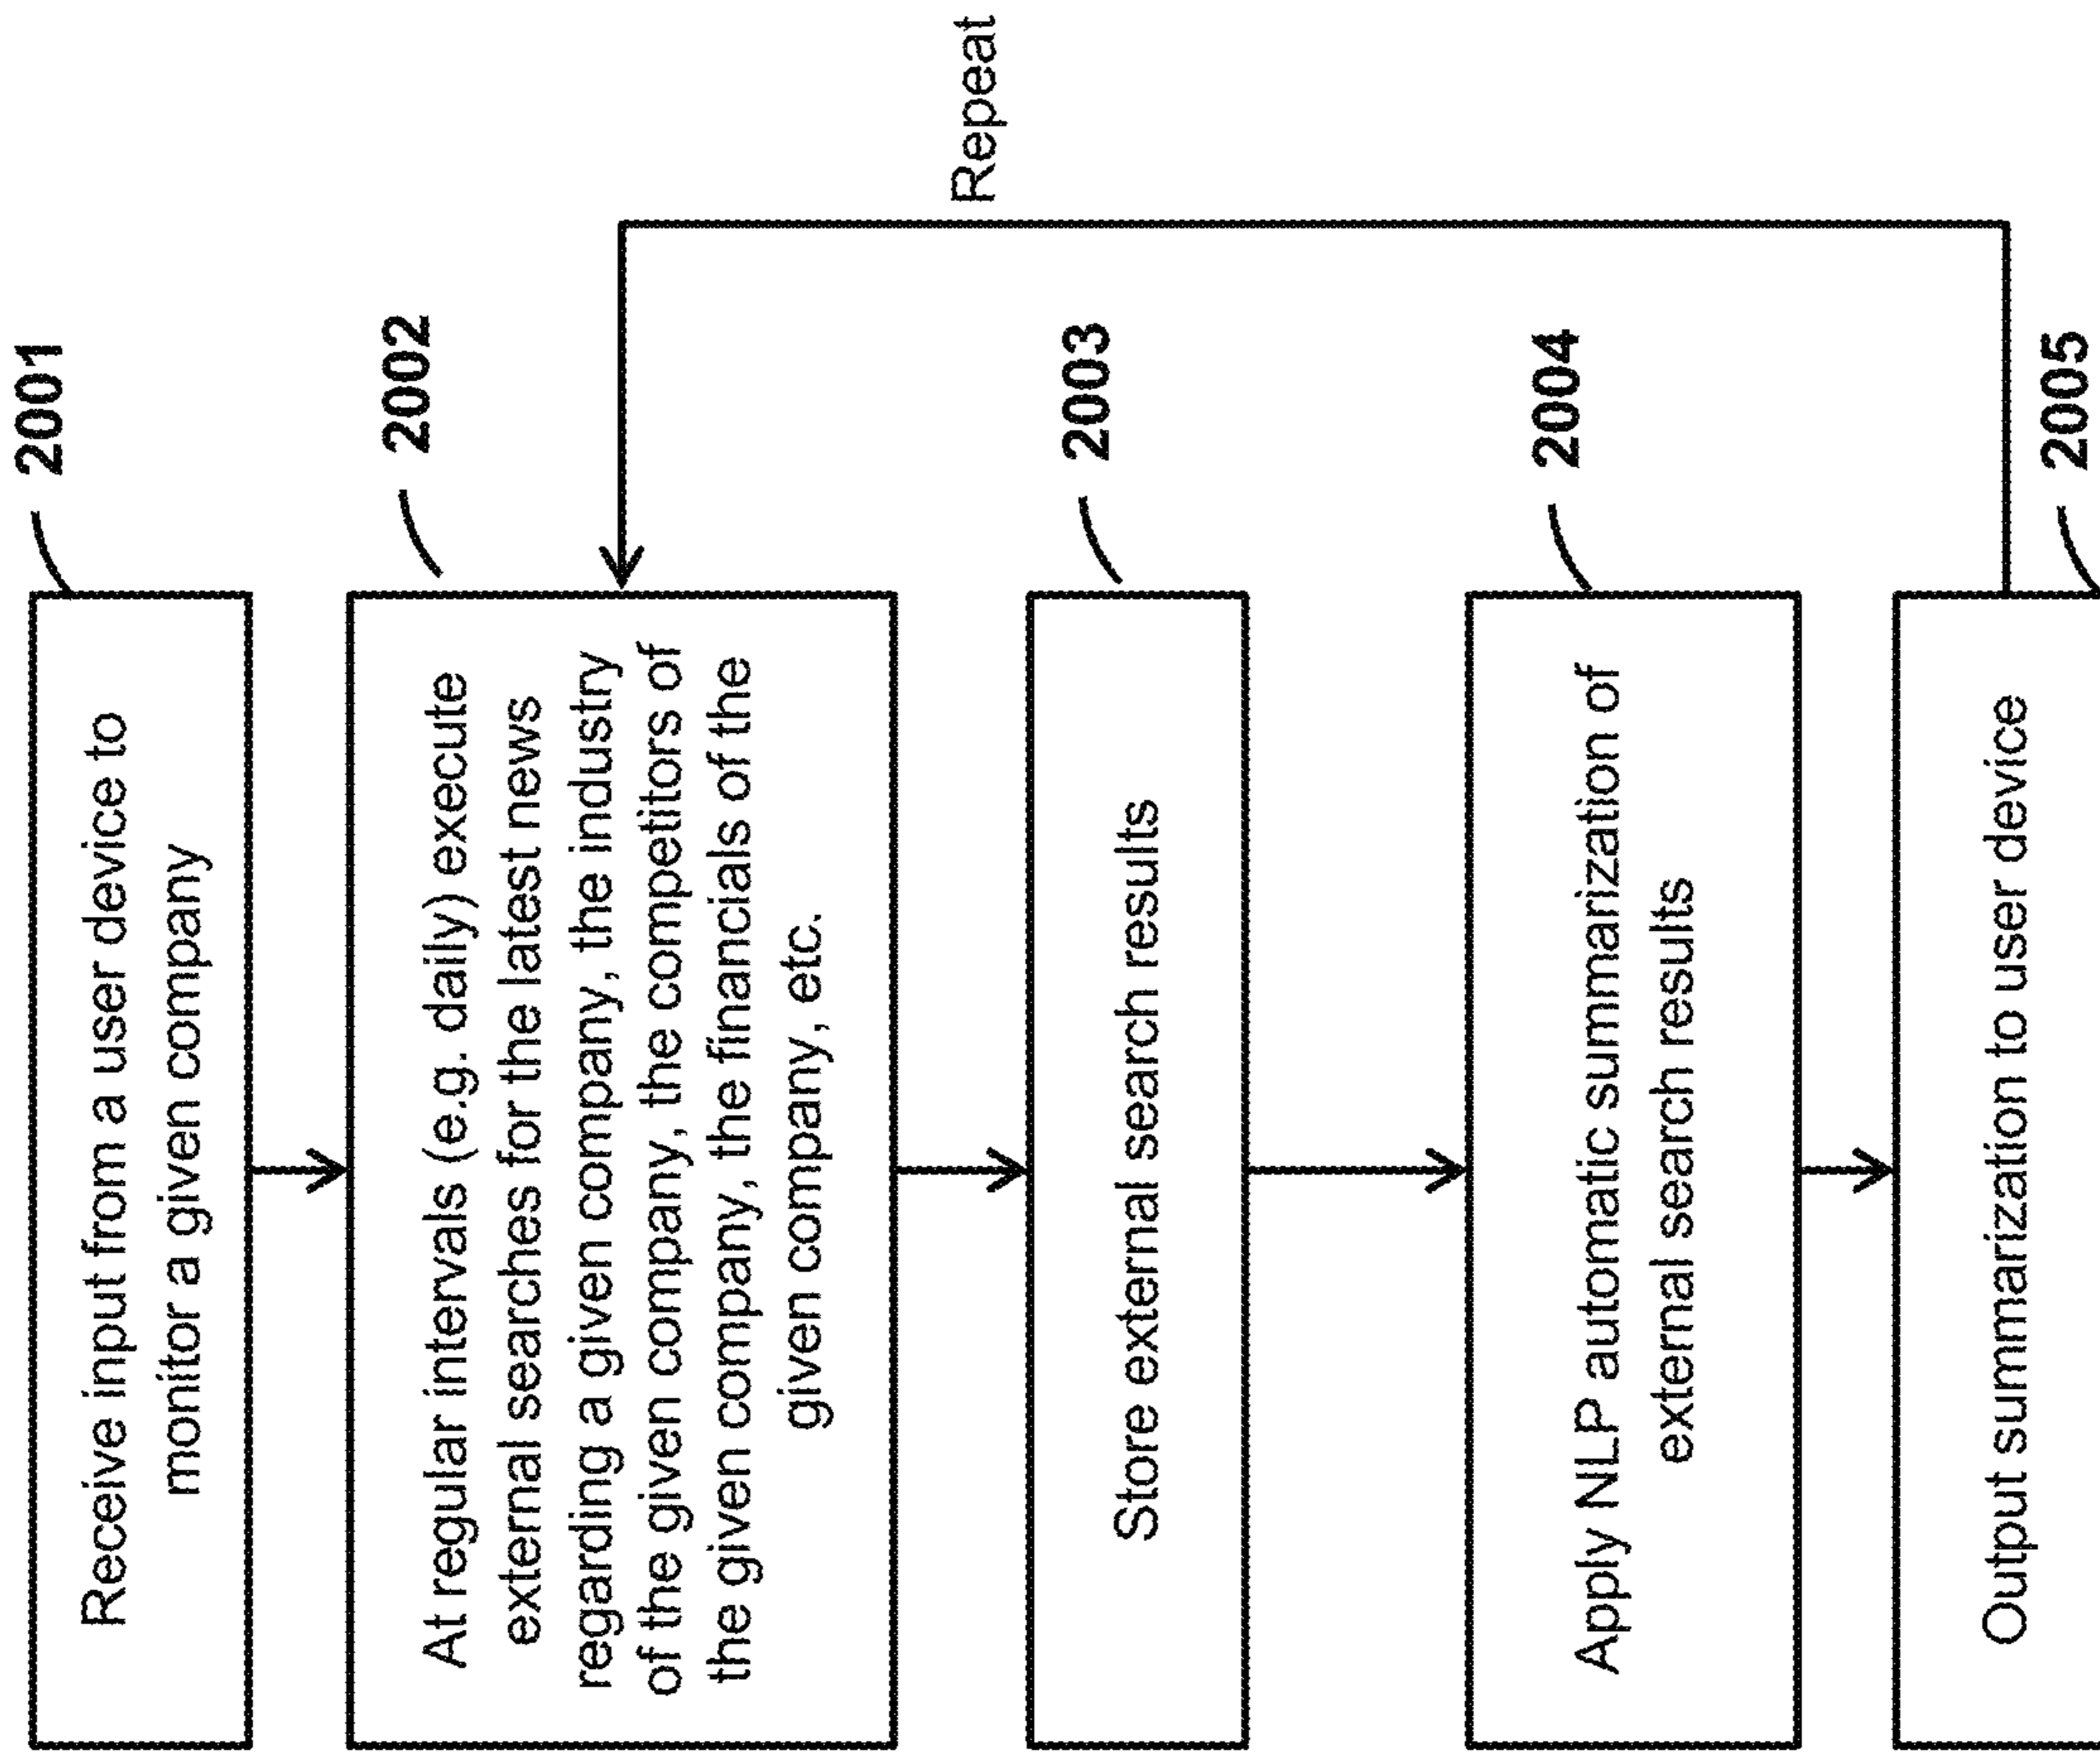 2001
Receive input from a user device to
monitor a given company
2002
At regular intervals (e.g. daily) execute
external searches for the latest news
regarding a given company, the industry
of the given company, the competitors of
the given company, the financials of the
given company, etc.
Repeat
2003
Store external search results
2004
Apply NLP automatic summarization of
external search results
2005
Output summarization to user device